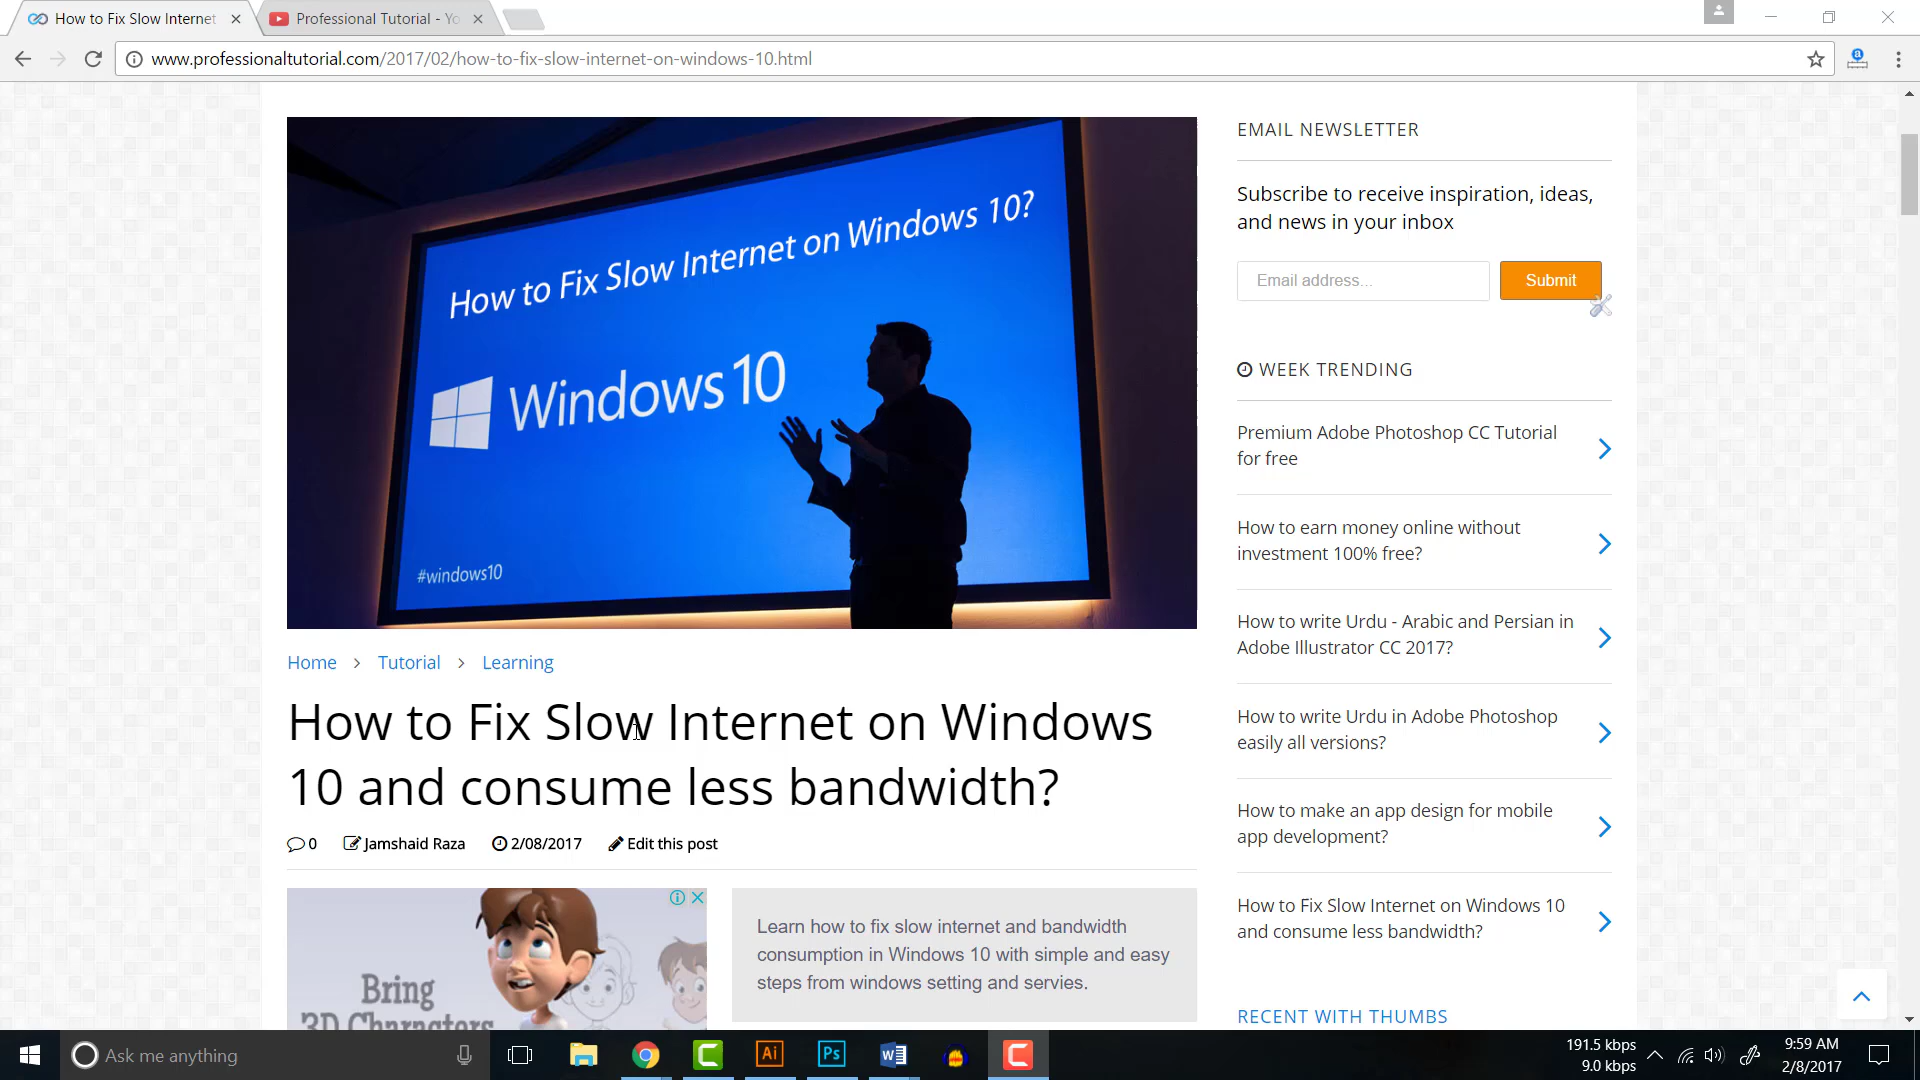 How to Fix Slow Internet
Professional Tutorial - Yo
www.professionaltutorial.com/2017/02/how-to-fix-slow-internet-on-windows-10.html
How to Fix Slow Internet on Windows 10?
Windows 10
#windows10
Home > Tutorial > Learning
How to Fix Slow Internet on Windows
10 and consume less bandwidth?
0 Jamshaid Raza 2/08/2017 Edit this post
Bring
3D Characters
Learn how to fix slow internet and bandwidth
consumption in Windows 10 with simple and easy
steps from windows setting and servies.
EMAIL NEWSLETTER
Subscribe to receive inspiration, ideas,
and news in your inbox
Email address... Submit
WEEK TRENDING
Premium Adobe Photoshop CC Tutorial
for free
How to earn money online without
investment 100% free?
How to write Urdu - Arabic and Persian in
Adobe Illustrator CC 2017?
How to write Urdu in Adobe Photoshop
easily all versions?
How to make an app design for mobile
app development?
How to Fix Slow Internet on Windows 10
and consume less bandwidth?
RECENT WITH THUMBS
Ask me anything
Ai
Ps
W
191.5 kbps
9.0 kbps
9:59 AM
2/8/2017